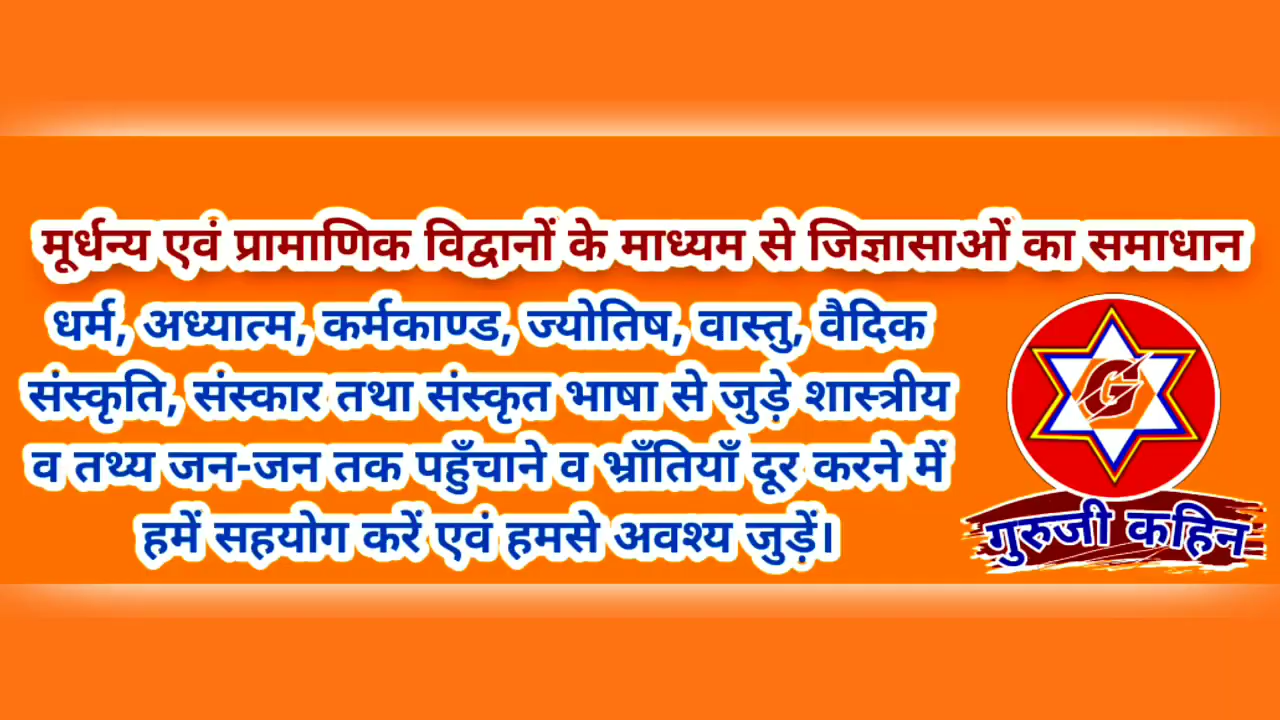 मूर्धन्य एवं प्रामाणिक विद्वानों के माध्यम से जिज्ञासाओं का समाधान
धर्म, अध्यात्म, कर्मकाण्ड, ज्योतिष, वास्तु, वैदिक
संस्कृति, संस्कार तथा संस्कृत भाषा से जुड़े शास्त्रीय
व तथ्य जन-जन तक पहुँचाने व भ्राँतियाँ दूर करने में
हमें सहयोग करें एवं हमसे अवश्य जुड़ें।
G
गुरुजी कहिन